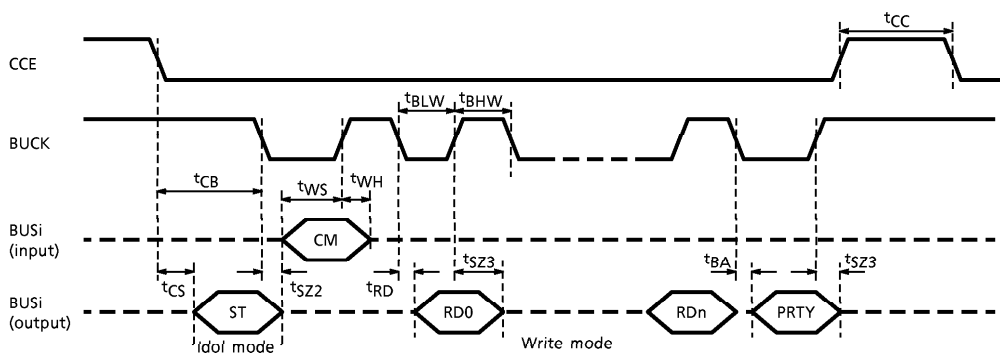 tCC
CCE
tBLW tBHW
BUCK
tCB tWS tWH
BUSi
(input)
CM
tCS tSZ2 tRD tSZ3 tBA tSZ3
BUSi
(output)
ST RD0 RDn PRTY
Idol mode Write mode